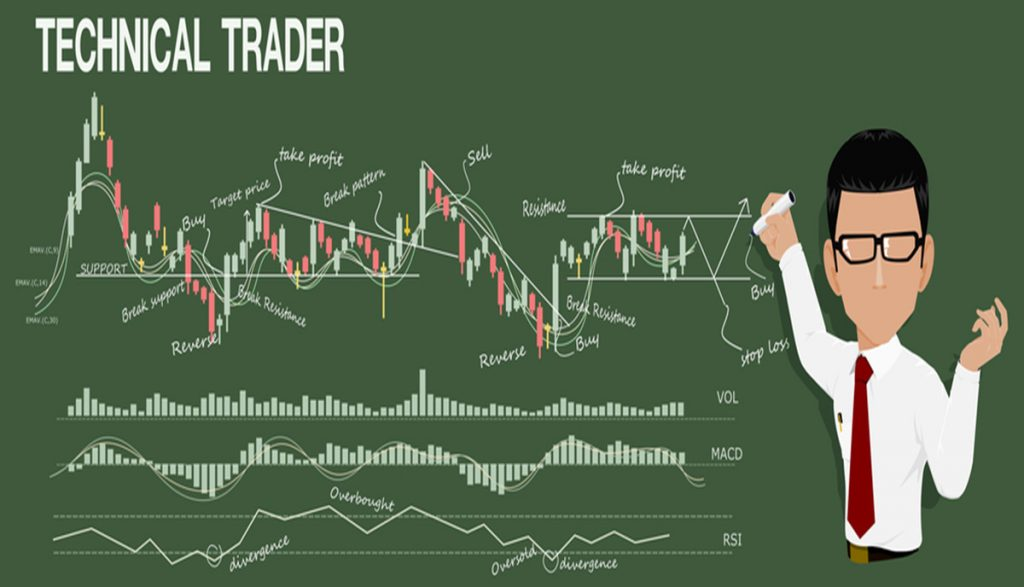 TECHNICAL TRADER
take profit
Sell
take profit
Break pattern
Target price
Resistance
Buy
EMAV.(C,9)
SUPPORT
EMAV.(C,14)
Break support
Break Resistance
Break Resistance
Buy
EMAV.(C,30)
Reverse
Reverse
Buy
stop loss
VOL
MACD
Overbought
RSI
divergence
Oversold
divergence